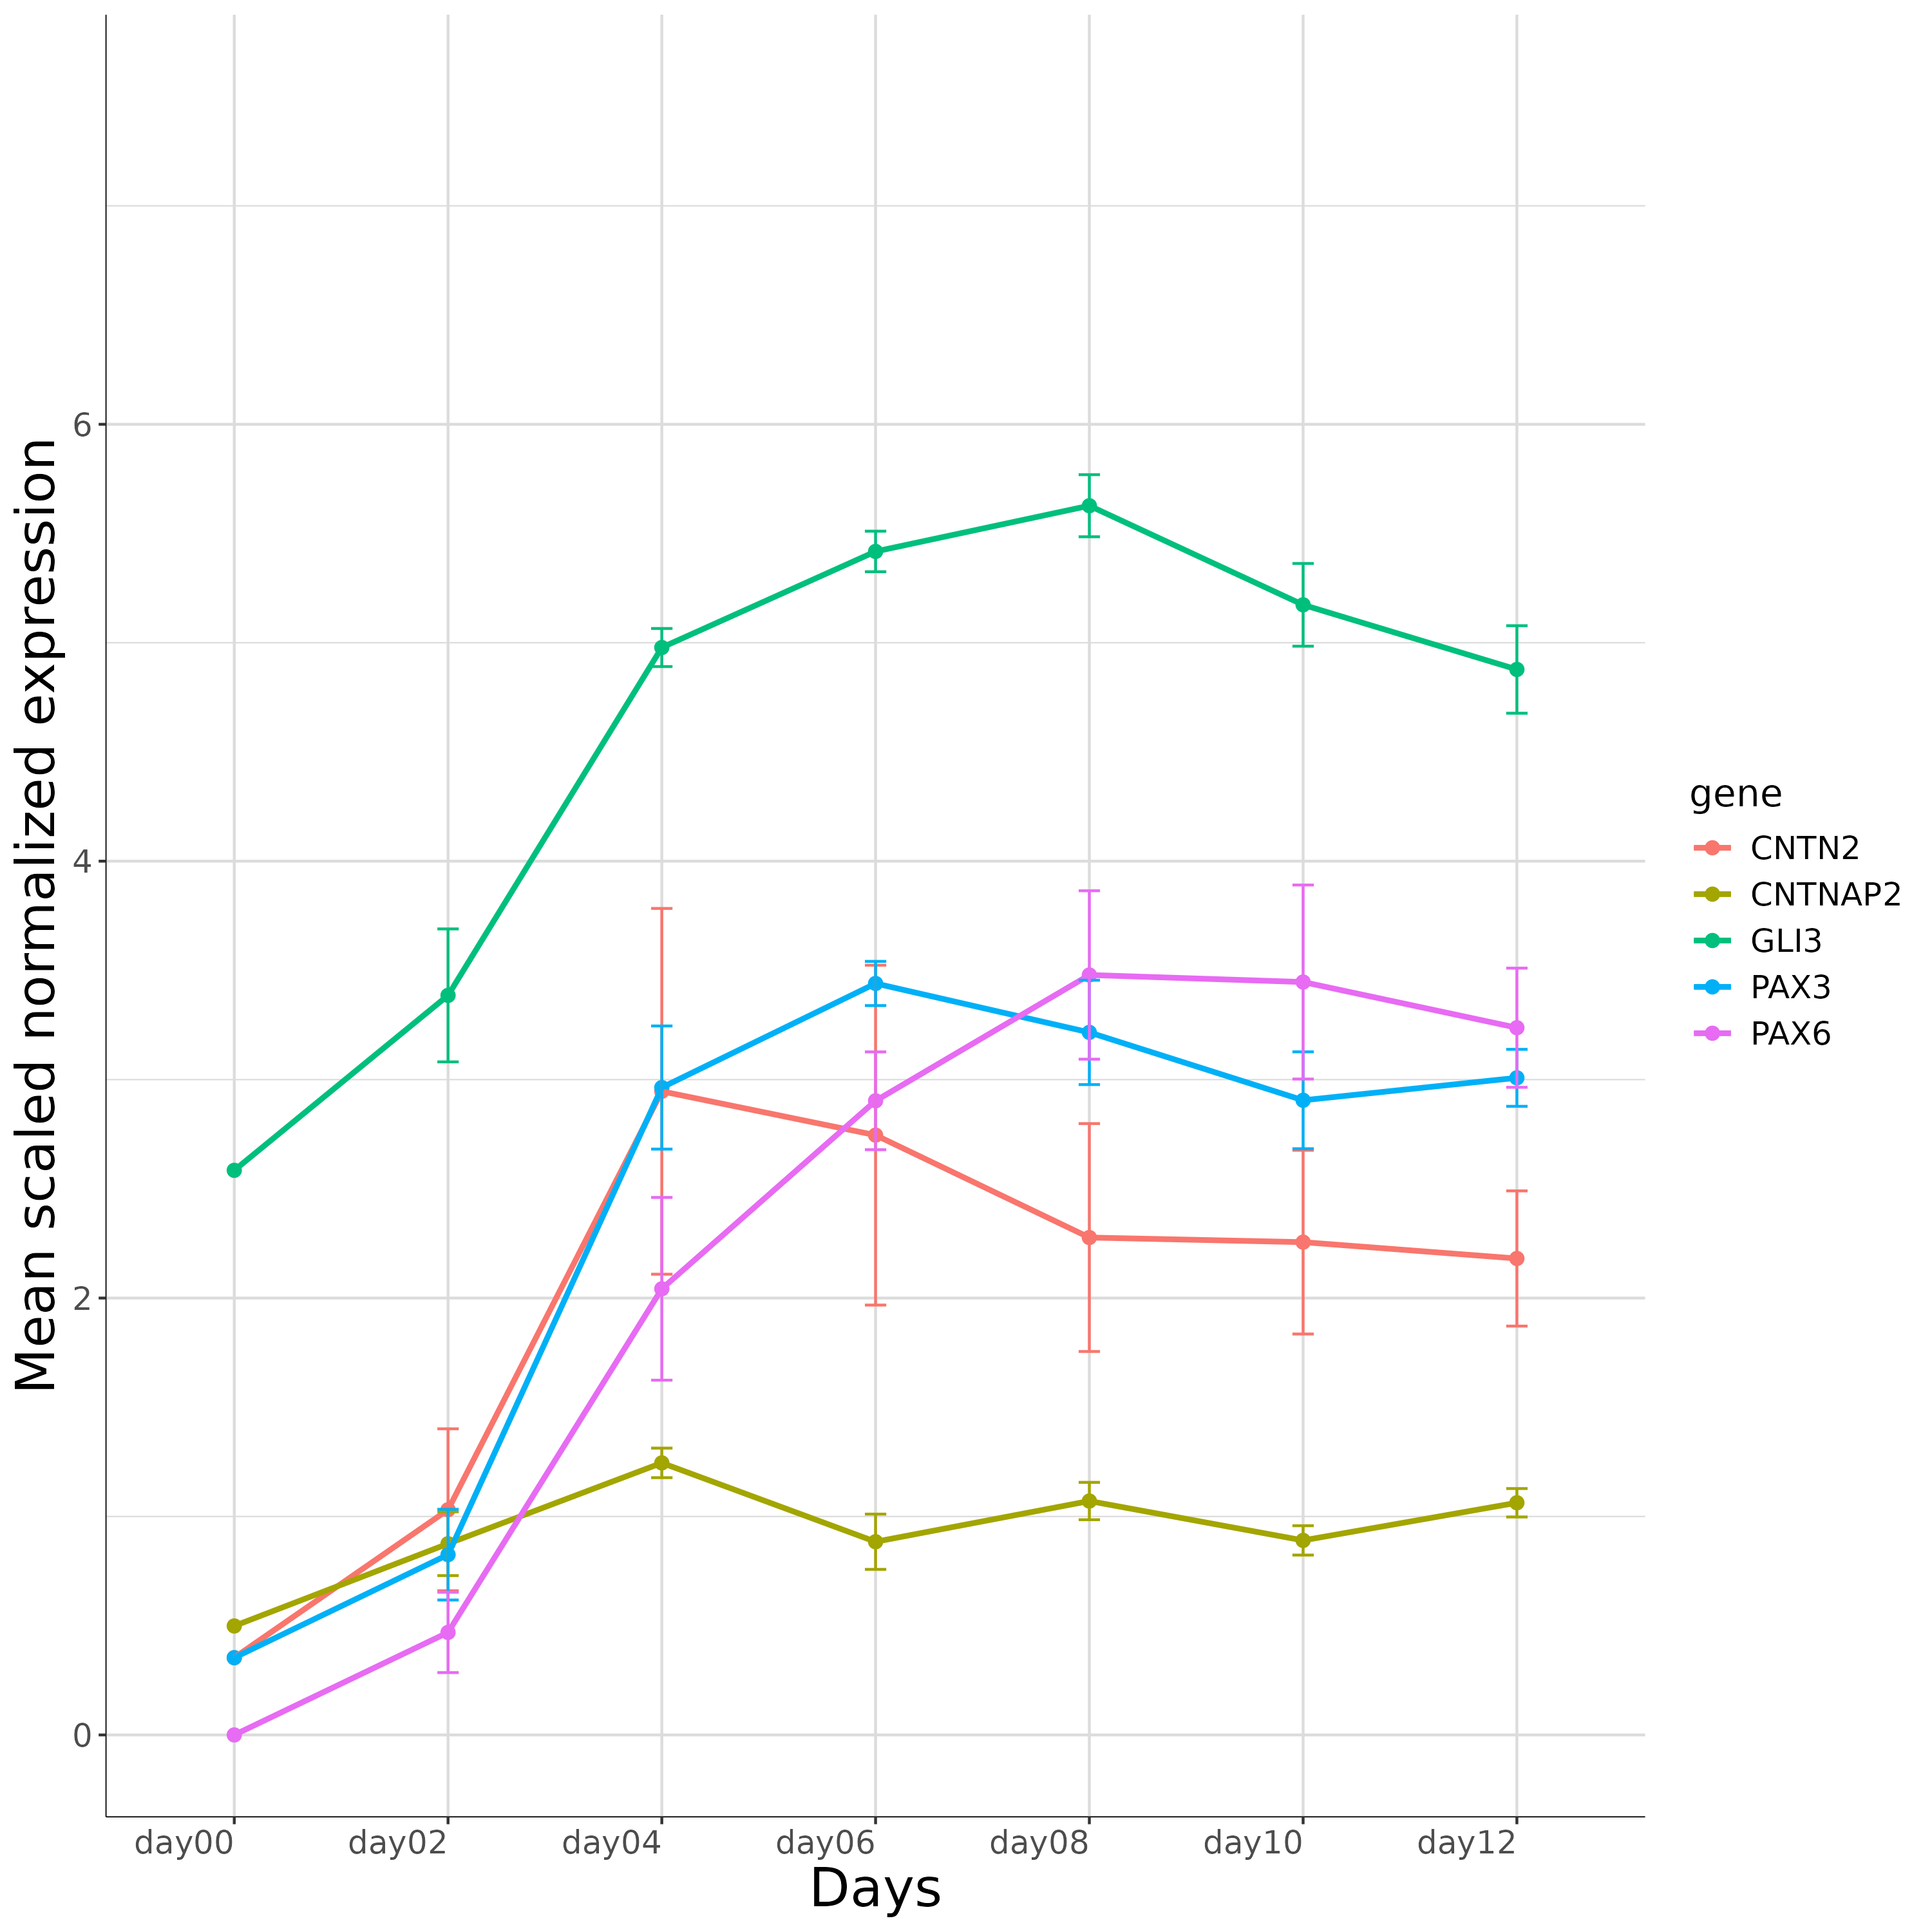 Mean scaled normalized expression
6
4
2
0
day00 day02 day04 day06 day08 day10 day12
Days
gene
CNTN2
CNTNAP2
GLI3
PAX3
PAX6